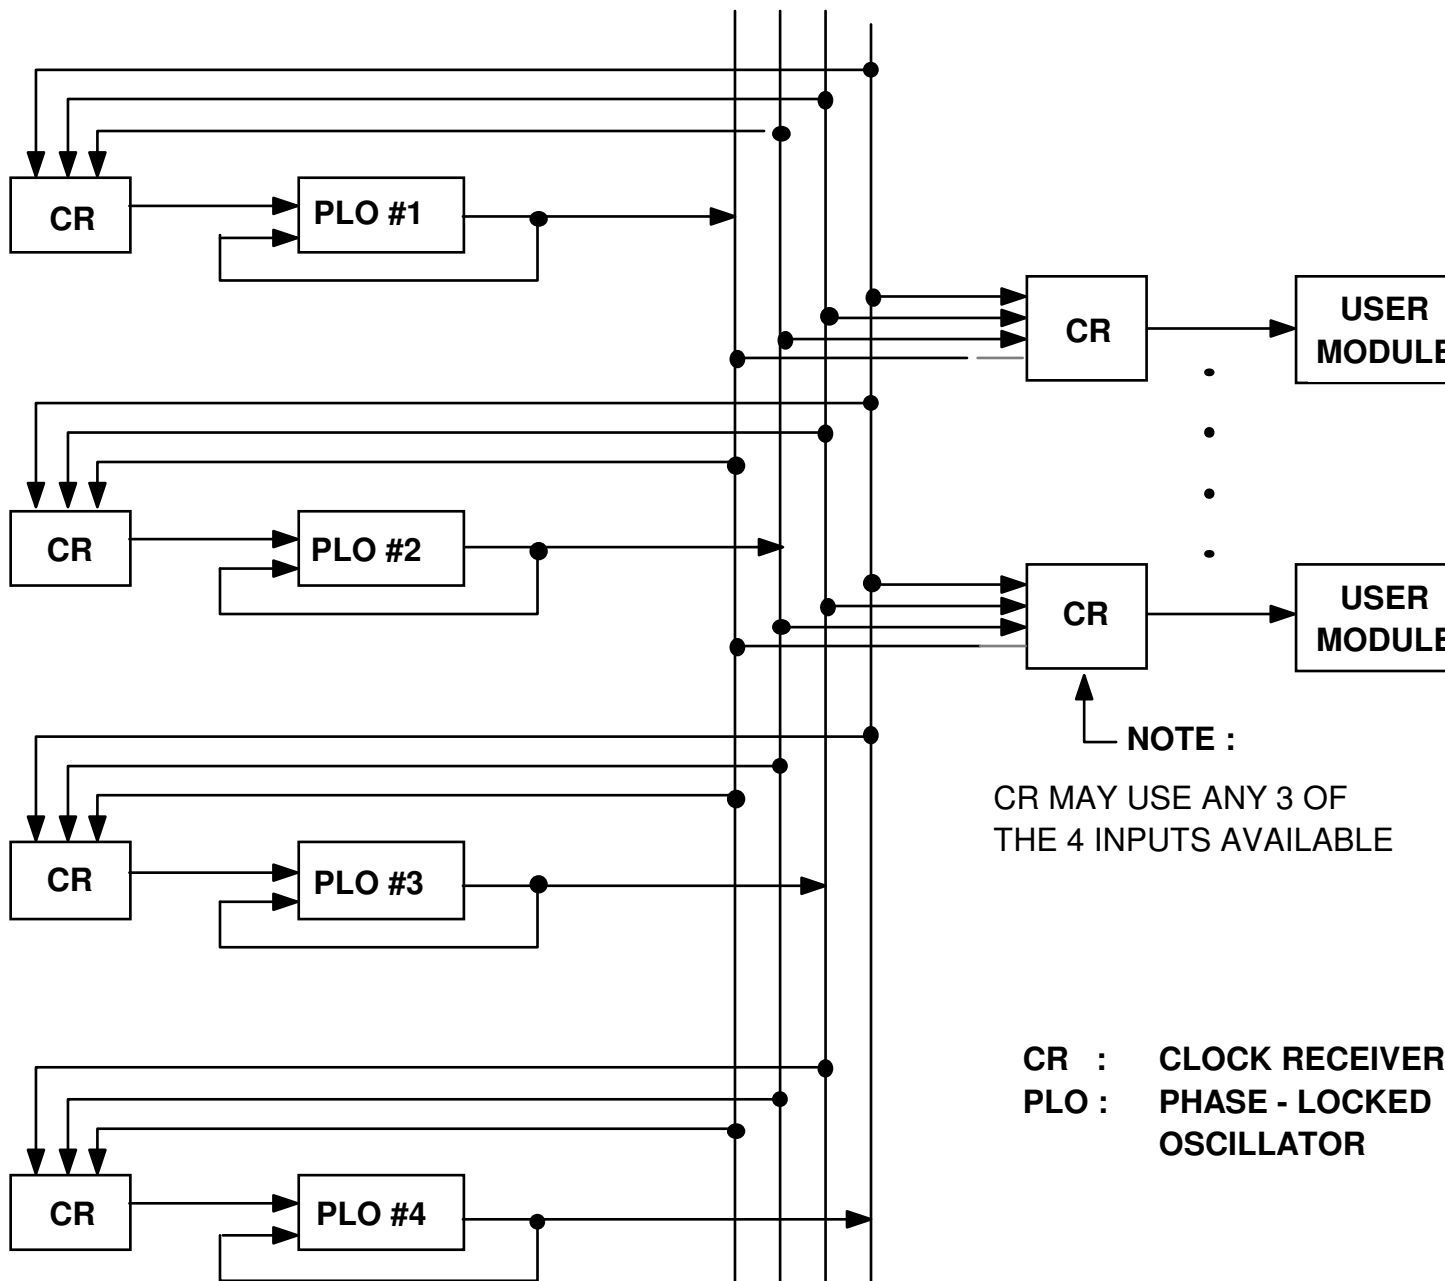 CR
PLO #1
CR
USER
MODULE
CR
PLO #2
CR
USER
MODULE
NOTE :
CR MAY USE ANY 3 OF
THE 4 INPUTS AVAILABLE
CR
PLO #3
CR : CLOCK RECEIVER
PLO : PHASE - LOCKED
OSCILLATOR
CR
PLO #4